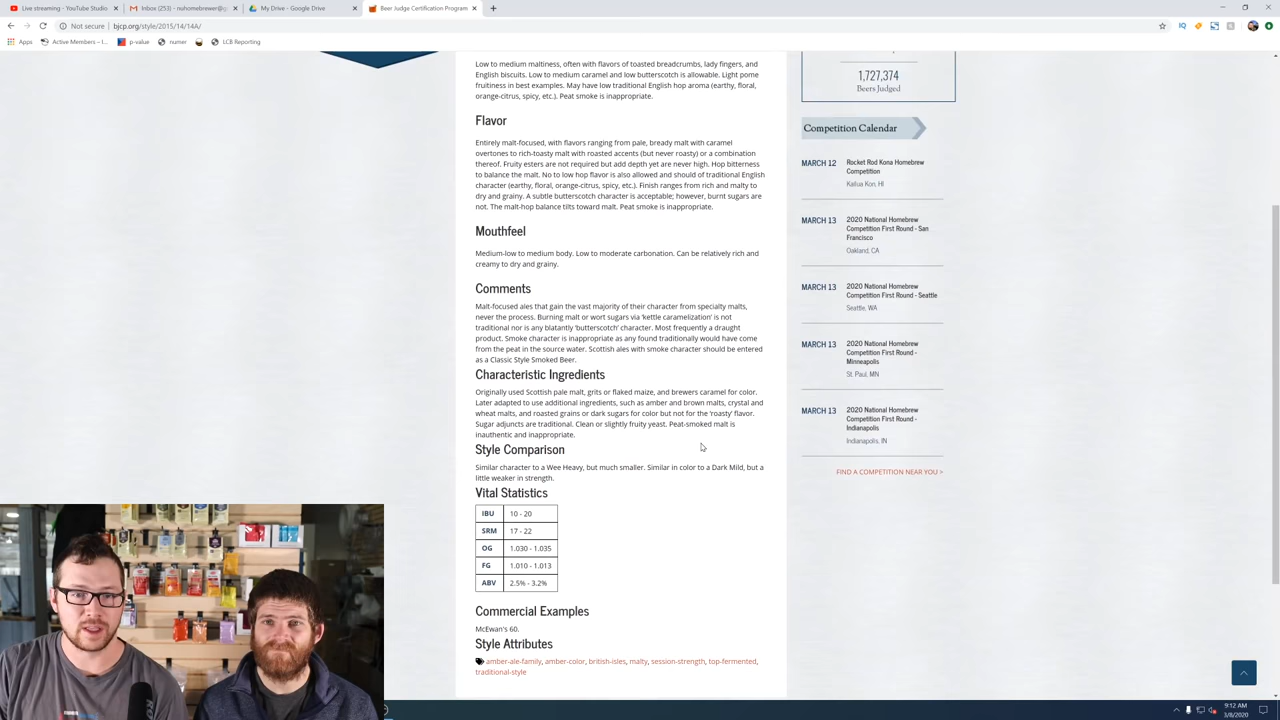 Live streaming - YouTube Studio
Inbox (253) - nuhomebrewer@g
My Drive - Google Drive
Beer Judge Certification Program
Not secure | bjcp.org/style/2015/14/14A/
Apps
Active Members – I...
p-value
numer
LCB Reporting
Low to medium maltiness, often with flavors of toasted breadcrumbs, lady fingers, and
English biscuits. Low to medium caramel and low butterscotch is allowable. Light pome
fruitiness in best examples. May have low traditional English hop aroma (earthy, floral,
orange-citrus, spicy, etc.). Peat smoke is inappropriate.
Flavor
Entirely malt-focused, with flavors ranging from pale, bready malt with caramel
overtones to rich-toasty malt with roasted accents (but never roasty) or a combination
thereof. Fruity esters are not required but add depth yet are never high. Hop bitterness
to balance the malt. No to low hop flavor is also allowed and should of traditional English
character (earthy, floral, orange-citrus, spicy, etc.). Finish ranges from rich and malty to
dry and grainy. A subtle butterscotch character is acceptable; however, burnt sugars are
not. The malt-hop balance tilts toward malt. Peat smoke is inappropriate.
Mouthfeel
Medium-low to medium body. Low to moderate carbonation. Can be relatively rich and
creamy to dry and grainy.
Comments
Malt-focused ales that gain the vast majority of their character from specialty malts,
never the process. Burning malt or wort sugars via ‘kettle caramelization’ is not
traditional nor is any blatantly ‘butterscotch’ character. Most frequently a draught
product. Smoke character is inappropriate as any found traditionally would have come
from the peat in the source water. Scottish ales with smoke character should be entered
as a Classic Style Smoked Beer.
Characteristic Ingredients
Originally used Scottish pale malt, grits or flaked maize, and brewers caramel for color.
Later adapted to use additional ingredients, such as amber and brown malts, crystal and
wheat malts, and roasted grains or dark sugars for color but not for the ‘roasty’ flavor.
Sugar adjuncts are traditional. Clean or slightly fruity yeast. Peat-smoked malt is
inauthentic and inappropriate.
Style Comparison
Similar character to a Wee Heavy, but much smaller. Similar in color to a Dark Mild, but a
little weaker in strength.
Vital Statistics
IBU 10 - 20
SRM 17 - 22
OG 1.030 - 1.035
FG 1.010 - 1.013
ABV 2.5% - 3.2%
Commercial Examples
McEwan's 60.
Style Attributes
amber-ale-family, amber-color, british-isles, malty, session-strength, top-fermented,
traditional-style
1,727,374
Beers Judged
Competition Calendar
MARCH 12 Rocket Rod Kona Homebrew
Competition
Kailua Kon, HI
MARCH 13 2020 National Homebrew
Competition First Round - San
Francisco
Oakland, CA
MARCH 13 2020 National Homebrew
Competition First Round - Seattle
Seattle, WA
MARCH 13 2020 National Homebrew
Competition First Round -
Minneapolis
St. Paul, MN
MARCH 13 2020 National Homebrew
Competition First Round -
Indianapolis
Indianapolis, IN
FIND A COMPETITION NEAR YOU >
9:12 AM
3/8/2020